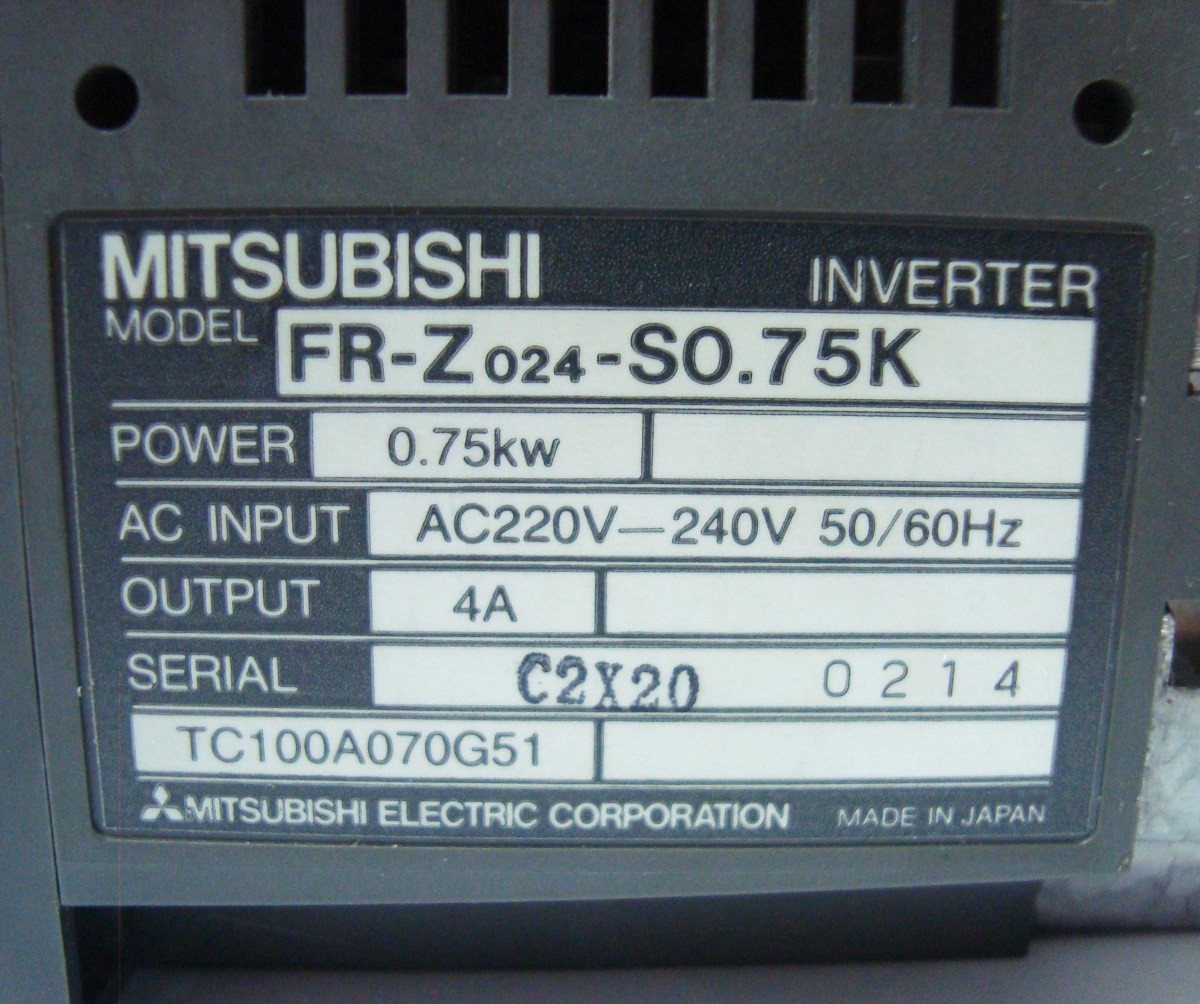 MITSUBISHI INVERTER
MODEL FR-Z024-S0.75K
POWER 0.75kw
AC INPUT AC220V—240V 50/60Hz
OUTPUT 4A
SERIAL C2X20 0214
TC100A070G51
MITSUBISHI ELECTRIC CORPORATION MADE IN JAPAN